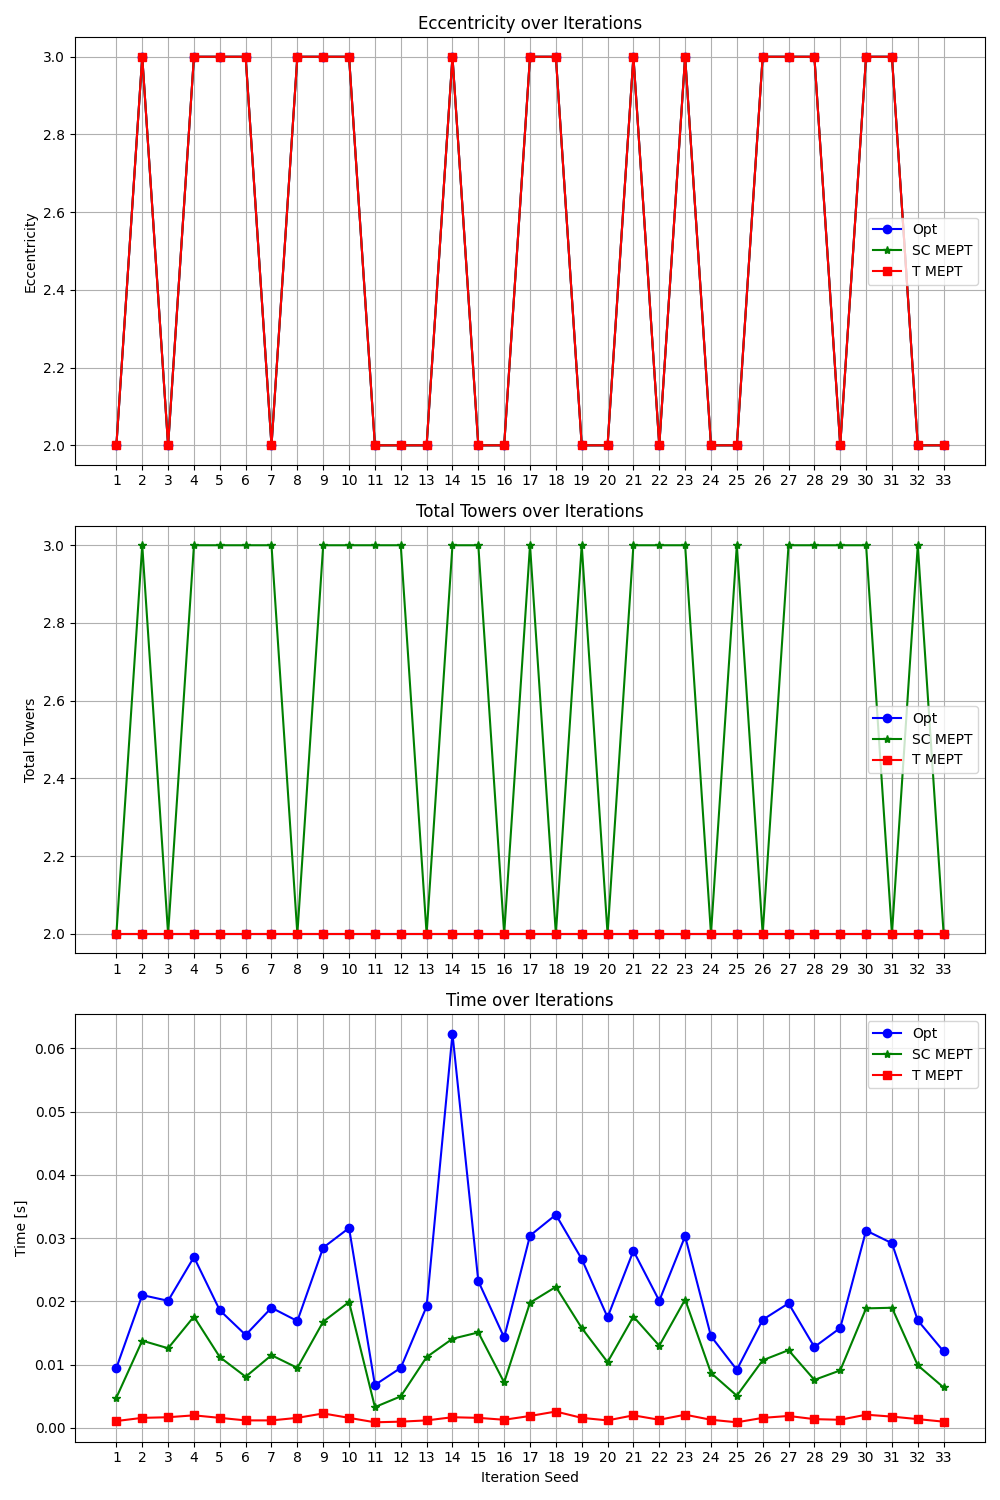 Eccentricity over Iterations
3.0
2.8
2.6
2.4
2.2
2.0
Eccentricity
Opt
SC MEPT
T MEPT
1 2 3 4 5 6 7 8 9 10 11 12 13 14 15 16 17 18 19 20 21 22 23 24 25 26 27 28 29 30 31 32 33
Total Towers over Iterations
3.0
2.8
2.6
2.4
2.2
2.0
Total Towers
Opt
SC MEPT
T MEPT
1 2 3 4 5 6 7 8 9 10 11 12 13 14 15 16 17 18 19 20 21 22 23 24 25 26 27 28 29 30 31 32 33
Time over Iterations
0.06
0.05
0.04
0.03
0.02
0.01
0.00
Time [s]
Opt
SC MEPT
T MEPT
1 2 3 4 5 6 7 8 9 10 11 12 13 14 15 16 17 18 19 20 21 22 23 24 25 26 27 28 29 30 31 32 33
Iteration Seed